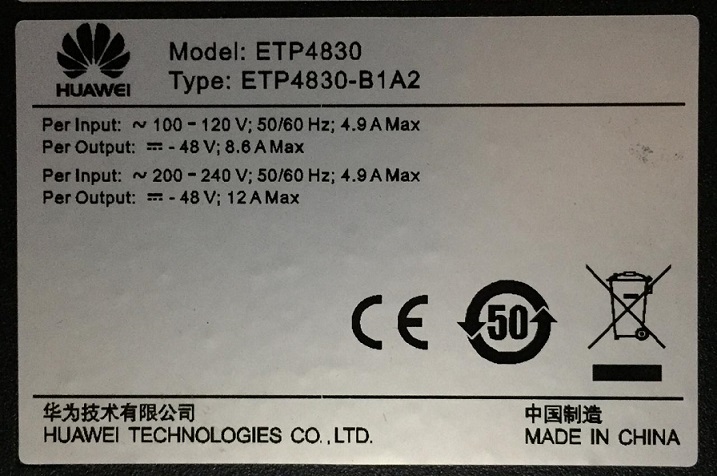 HUAWEI
Model: ETP4830
Type: ETP4830-B1A2
Per Input: ~ 100 - 120 V; 50/60 Hz; 4.9 A Max
Per Output: ⎓ - 48 V; 8.6 A Max
Per Input: ~ 200 - 240 V; 50/60 Hz; 4.9 A Max
Per Output: ⎓ - 48 V; 12 A Max
CE
50
华为技术有限公司
HUAWEI TECHNOLOGIES CO., LTD.
中国制造
MADE IN CHINA